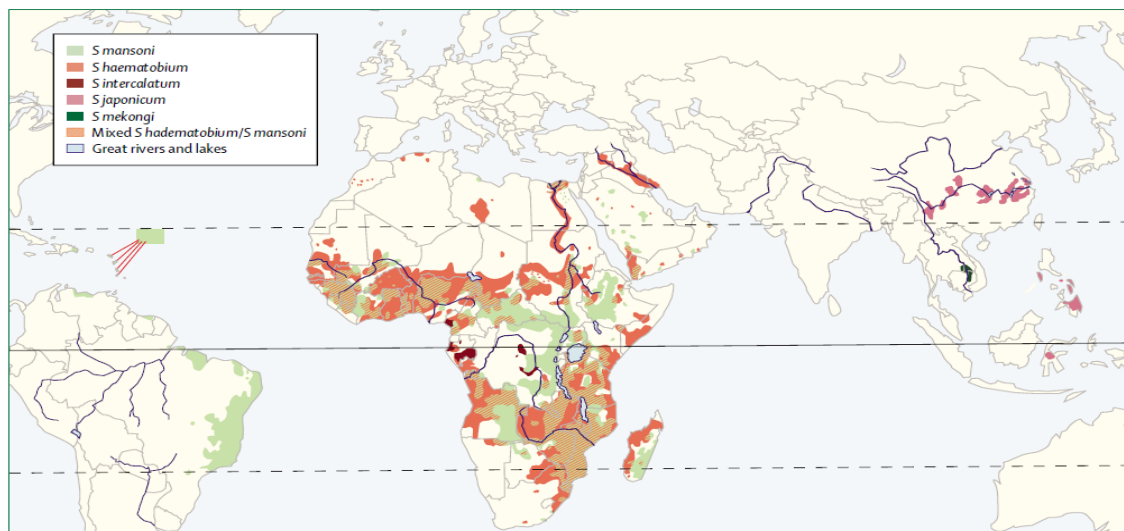 S mansoni
S haematobium
S intercalatum
S japonicum
S mekongi
Mixed S hadematobium/S mansoni
Great rivers and lakes